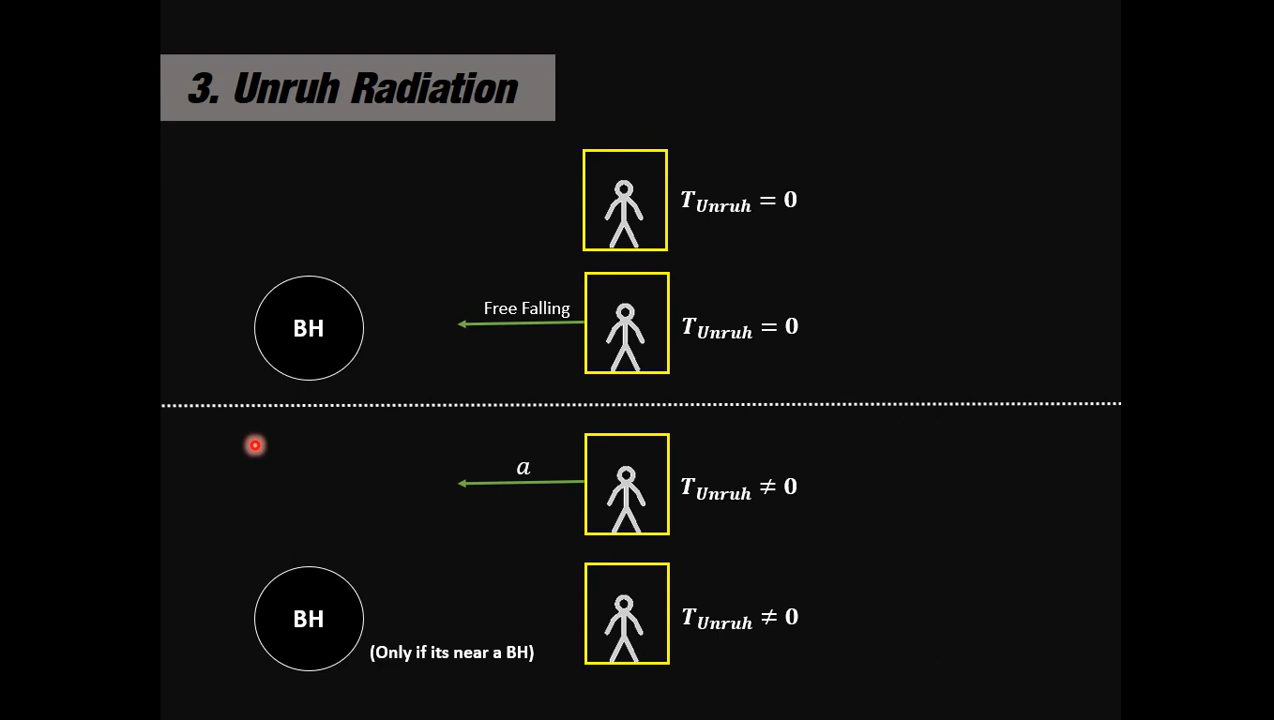 3. Unruh Radiation
T_Unruh = 0
Free Falling
BH
T_Unruh = 0
a
T_Unruh ≠ 0
BH
T_Unruh ≠ 0
(Only if its near a BH)